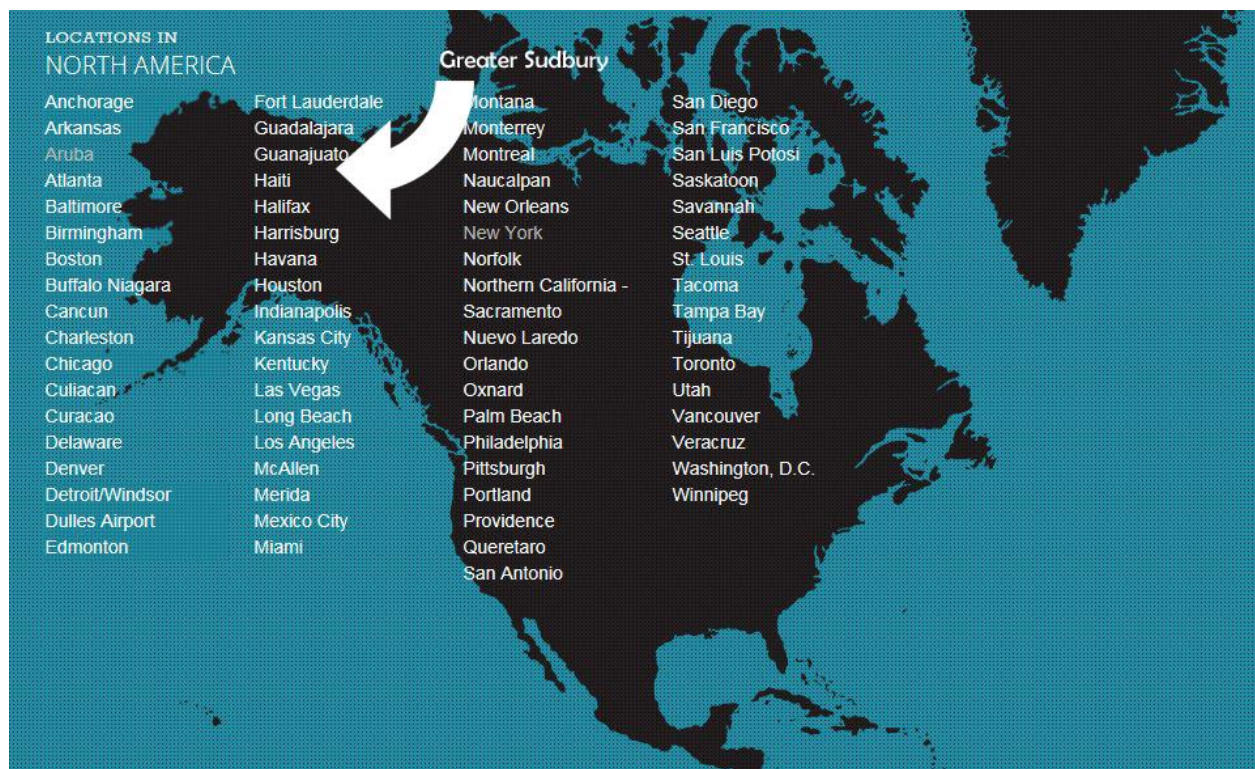 LOCATIONS IN
NORTH AMERICA
Greater Sudbury
Anchorage
Arkansas
Aruba
Atlanta
Baltimore
Birmingham
Boston
Buffalo Niagara
Cancun
Charleston
Chicago
Culiacan
Curacao
Delaware
Denver
Detroit/Windsor
Dulles Airport
Edmonton
Fort Lauderdale
Guadalajara
Guanajuato
Haiti
Halifax
Harrisburg
Havana
Houston
Indianapolis
Kansas City
Kentucky
Las Vegas
Long Beach
Los Angeles
McAllen
Merida
Mexico City
Miami
Montana
Monterrey
Montreal
Naucalpan
New Orleans
New York
Norfolk
Northern California -
Sacramento
Nuevo Laredo
Orlando
Oxnard
Palm Beach
Philadelphia
Pittsburgh
Portland
Providence
Queretaro
San Antonio
San Diego
San Francisco
San Luis Potosi
Saskatoon
Savannah
Seattle
St. Louis
Tacoma
Tampa Bay
Tijuana
Toronto
Utah
Vancouver
Veracruz
Washington, D.C.
Winnipeg